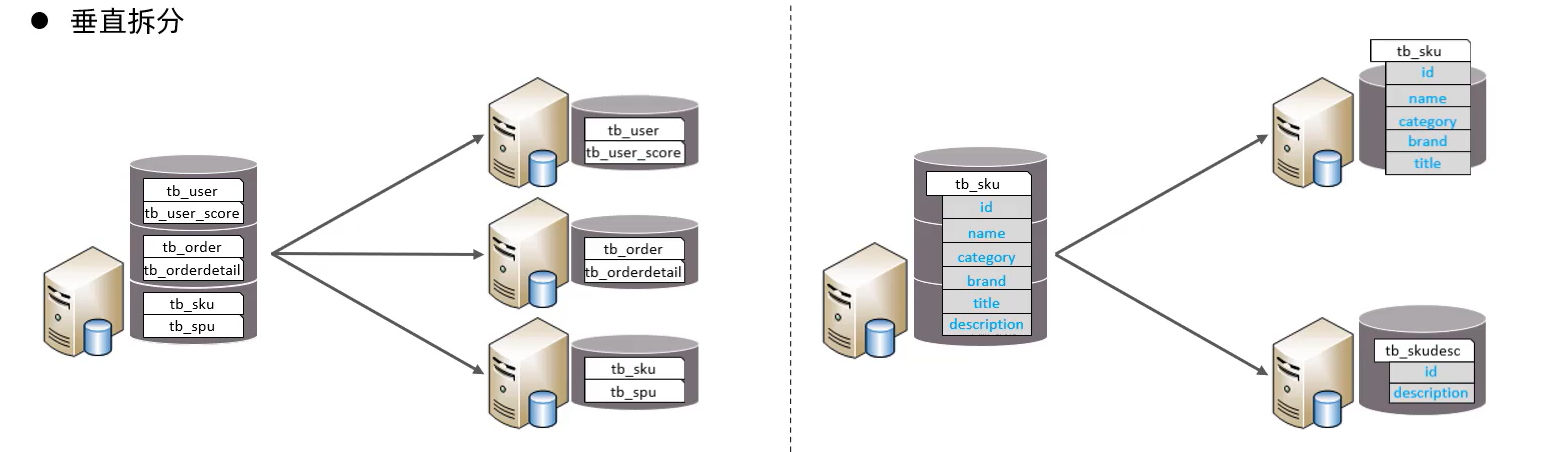 ● 垂直拆分
tb_user
tb_user_score
tb_order
tb_orderdetail
tb_sku
tb_spu
tb_user
tb_user_score
tb_order
tb_orderdetail
tb_sku
tb_spu
tb_sku
id
name
category
brand
title
description
tb_sku
id
name
category
brand
title
tb_skudesc
id
description